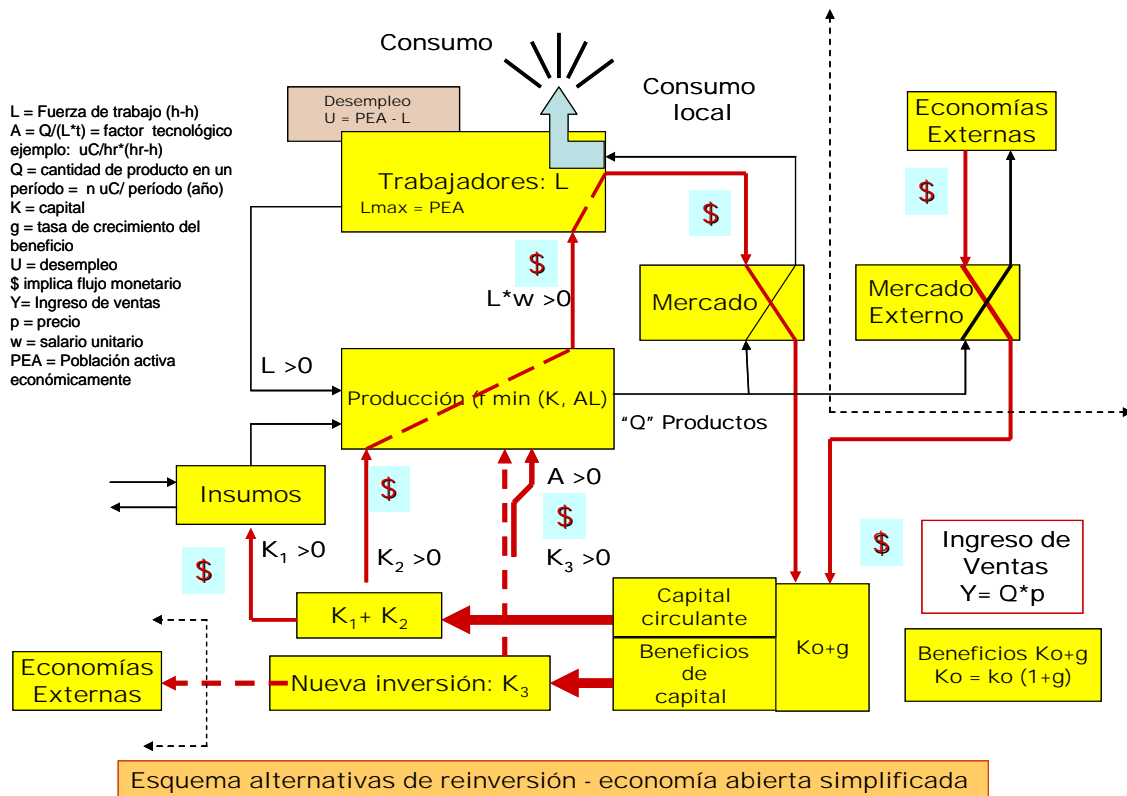 Consumo
Consumo
local
Desempleo
U = PEA - L
Economías
Externas
L = Fuerza de trabajo (h-h)
A = Q/(L*t) = factor tecnológico
ejemplo: uC/hr*(hr-h)
Q = cantidad de producto en un
período = n uC/ período (año)
K = capital
g = tasa de crecimiento del
beneficio
U = desempleo
$ implica flujo monetario
Y= Ingreso de ventas
p = precio
w = salario unitario
PEA = Población activa
económicamente
Trabajadores: L
Lmax = PEA
$
$
$
L*w >0
Mercado
Mercado
Externo
L >0
Producción (f min (K, AL)
"Q" Productos
Insumos
$
A >0
$
K₁ >0
K₂ >0
K₃ >0
$
$
Ingreso de
Ventas
Y= Q*p
K₁+ K₂
Capital
circulante
Ko+g
Beneficios
de
capital
Beneficios Ko+g
Ko = ko (1+g)
Economías
Externas
Nueva inversión: K₃
Esquema alternativas de reinversión - economía abierta simplificada